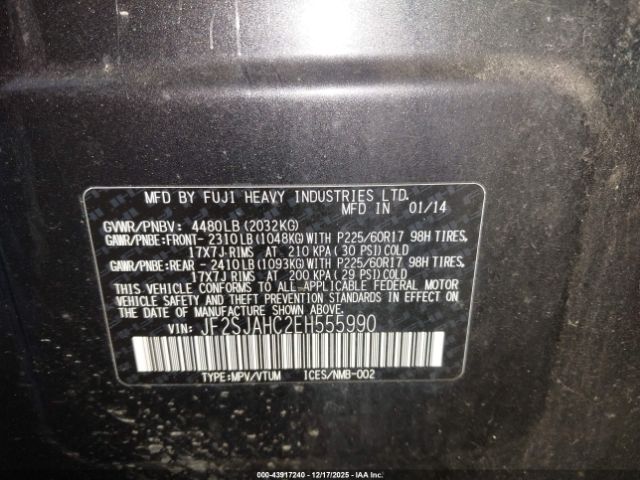 MFD BY FUJI HEAVY INDUSTRIES LTD.
MFD IN 01/14
GVWR/PNBV: 4480LB(2032KG)
GAWR/PNBE:FRONT- 2310LB(1048KG)WITH P225/60R17 98H TIRES,
17X7J-RIMS AT 210 KPA(30 PSI)COLD
GAWR/PNBE:REAR - 2410LB(1093KG)WITH P225/60R17 98H TIRES,
17X7J-RIMS AT 200 KPA(29 PSI)COLD
THIS VEHICLE CONFORMS TO ALL APPLICABLE FEDERAL MOTOR
VEHICLE SAFETY AND THEFT PREVENTION STANDARDS IN EFFECT ON
THE DATE OF MANUFACTURE SHOWN ABOVE.
VIN: JF2SJAHC2EH555990
TYPE:MPV/VTUM ICES/NMB-002
000-43917240 - 12/17/2025 - IAA Inc.